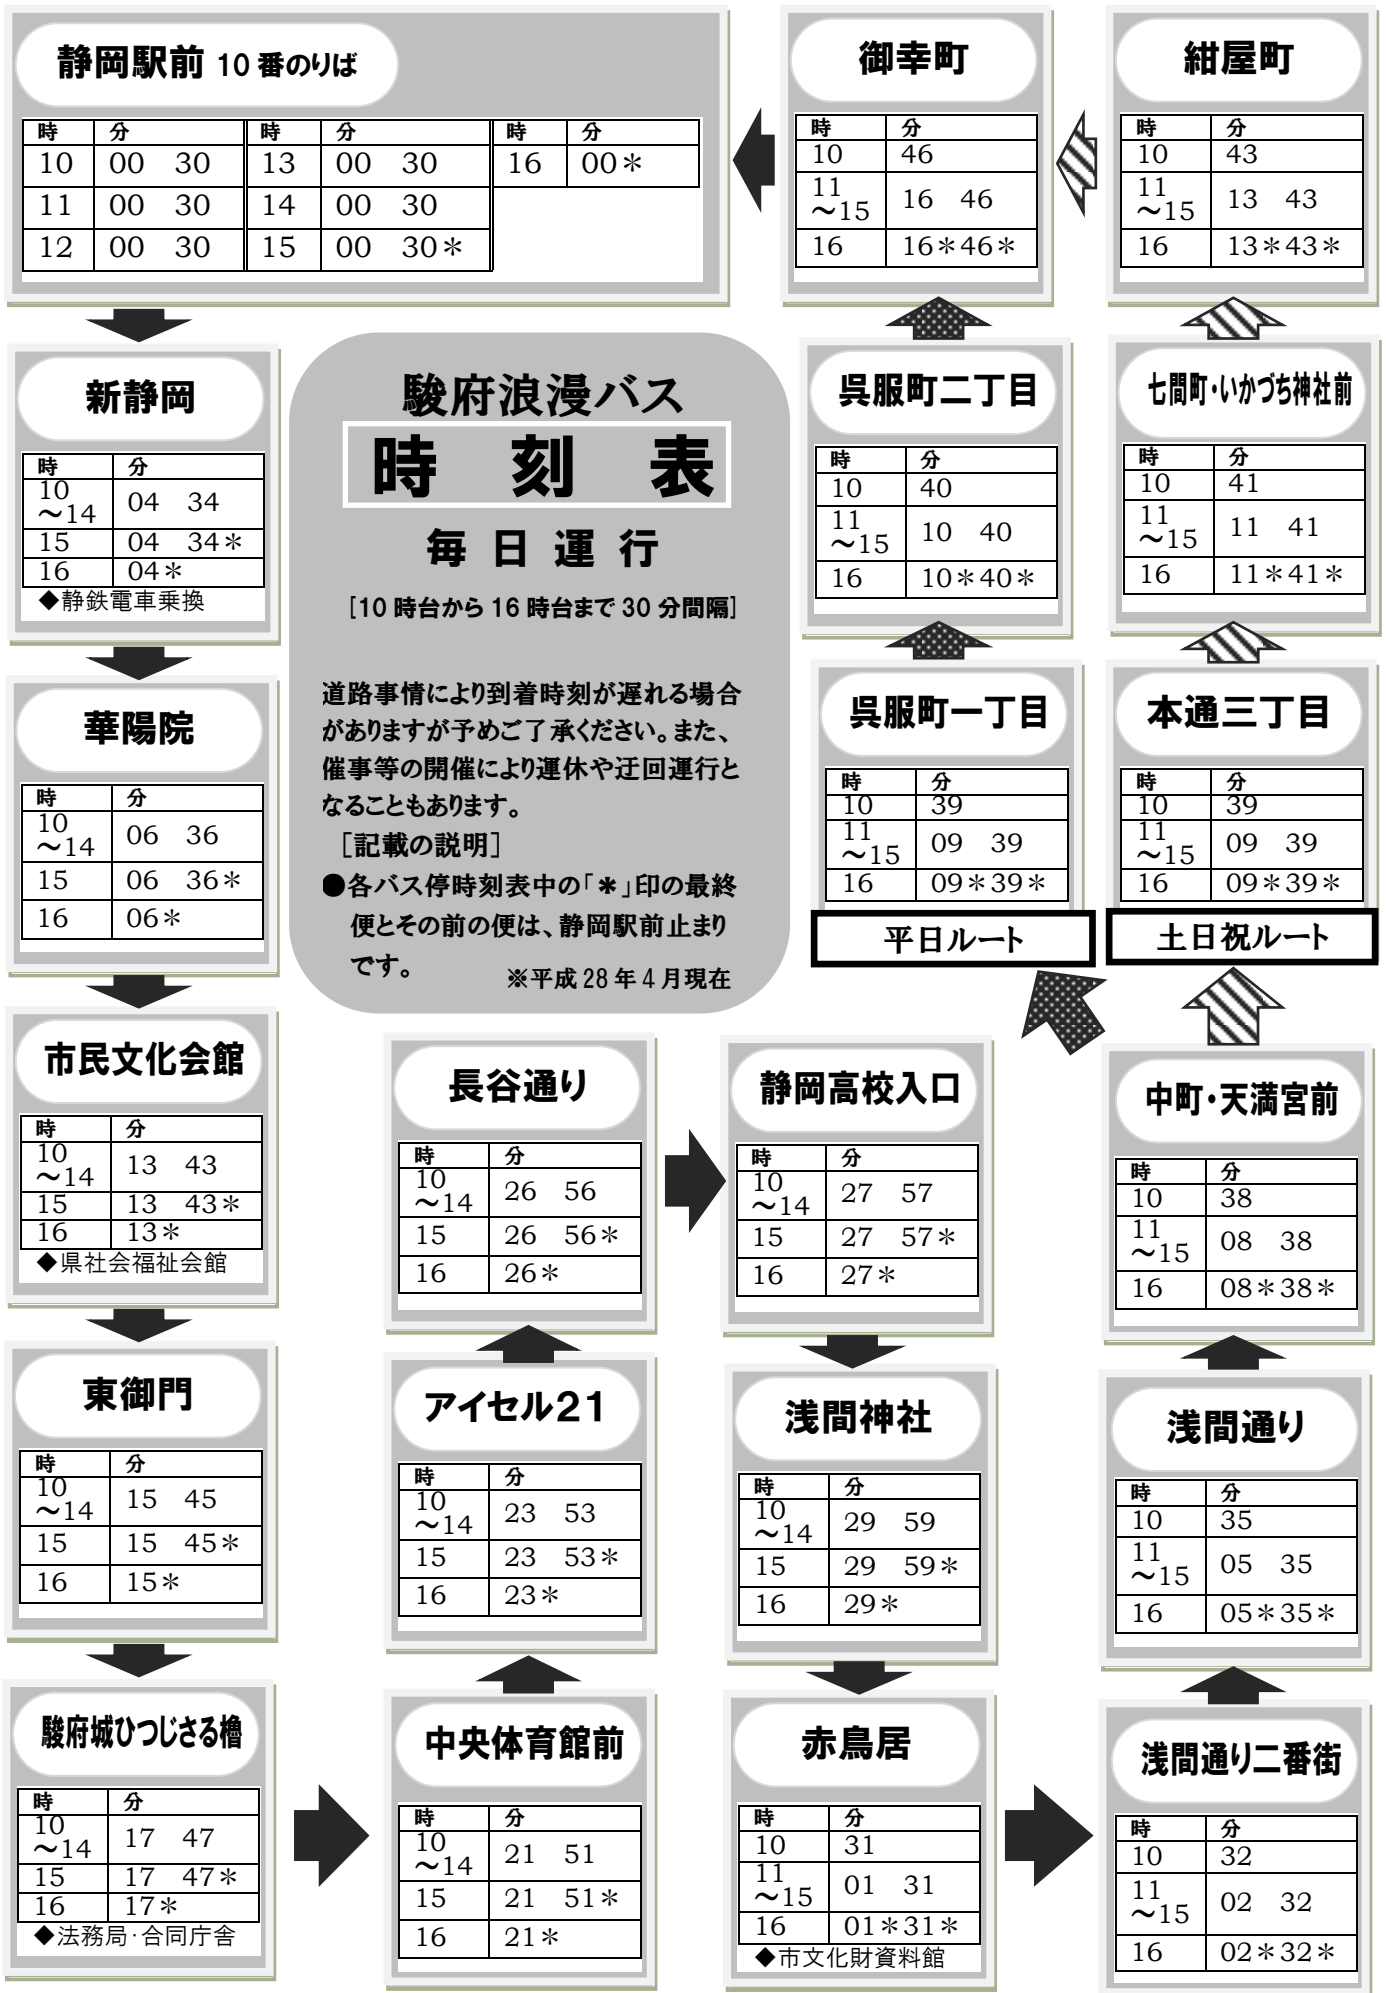 静岡駅前 10 番のりば
時 分 時 分 時 分
10 00 30 13 00 30 16 00＊
11 00 30 14 00 30
12 00 30 15 00 30＊
新静岡
時 分
10
～14 04 34
15 04 34＊
16 04＊
◆静鉄電車乗換
華陽院
時 分
10
～14 06 36
15 06 36＊
16 06＊
市民文化会館
時 分
10
～14 13 43
15 13 43＊
16 13＊
◆県社会福祉会館
東御門
時 分
10
～14 15 45
15 15 45＊
16 15＊
駿府城ひつじさる櫓
時 分
10
～14 17 47
15 17 47＊
16 17＊
◆法務局･合同庁舎
中央体育館前
時 分
10
～14 21 51
15 21 51＊
16 21＊
アイセル２１
時 分
10
～14 23 53
15 23 53＊
16 23＊
長谷通り
時 分
10
～14 26 56
15 26 56＊
16 26＊
静岡高校入口
時 分
10
～14 27 57
15 27 57＊
16 27＊
浅間神社
時 分
10
～14 29 59
15 29 59＊
16 29＊
赤鳥居
時 分
10 31
11
～15 01 31
16 01＊31＊
◆市文化財資料館
浅間通り二番街
時 分
10 32
11
～15 02 32
16 02＊32＊
浅間通り
時 分
10 35
11
～15 05 35
16 05＊35＊
中町・天満宮前
時 分
10 38
11
～15 08 38
16 08＊38＊
平日ルート
呉服町一丁目
時 分
10 39
11
～15 09 39
16 09＊39＊
呉服町二丁目
時 分
10 40
11
～15 10 40
16 10＊40＊
土日祝ルート
本通三丁目
時 分
10 39
11
～15 09 39
16 09＊39＊
七間町・いかづち神社前
時 分
10 41
11
～15 11 41
16 11＊41＊
紺屋町
時 分
10 43
11
～15 13 43
16 13＊43＊
御幸町
時 分
10 46
11
～15 16 46
16 16＊46＊
駿府浪漫バス
時 刻 表
毎 日 運 行
[10 時台から 16 時台まで 30 分間隔]
道路事情により到着時刻が遅れる場合
がありますが予めご了承ください。また、
催事等の開催により運休や迂回運行と
なることもあります。
［記載の説明］
●各バス停時刻表中の「＊」印の最終
便とその前の便は、静岡駅前止まり
です。
※平成 28 年 4 月現在